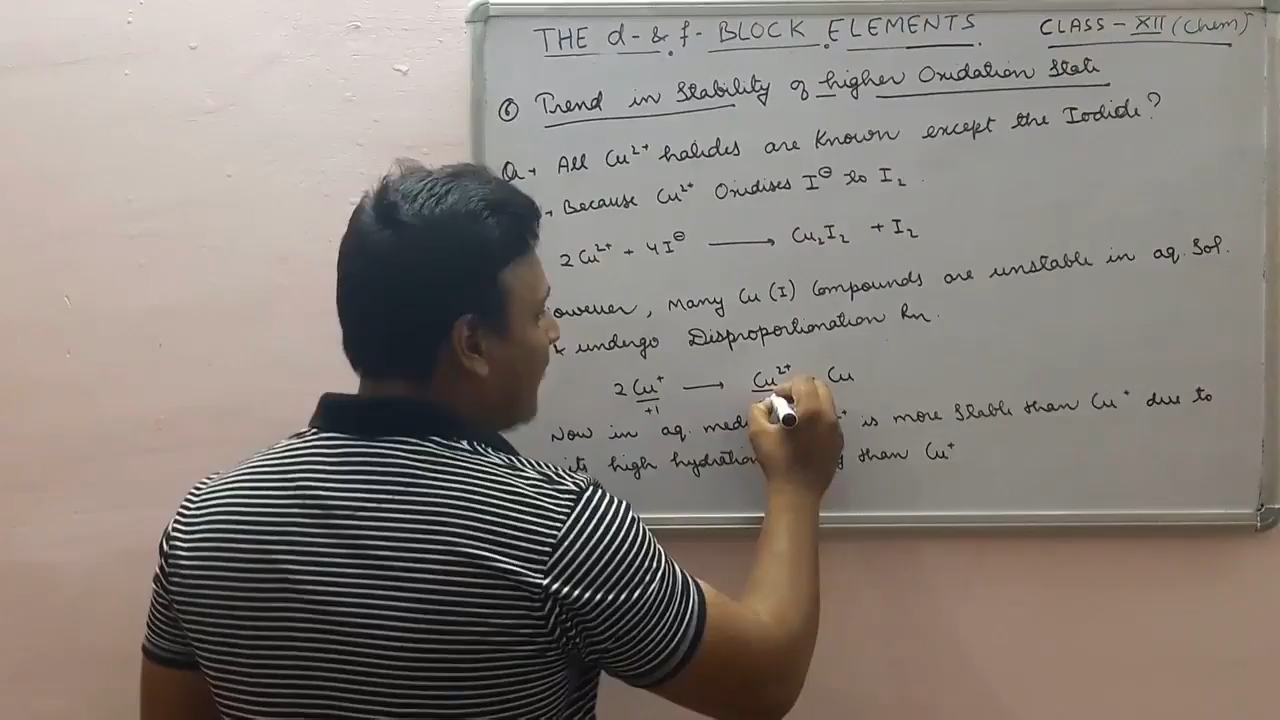 THE d- & f- BLOCK ELEMENTS. CLASS - XII (Chem)
⑥ Trend in Stability of higher Oxidation State
Q → All Cu²⁺ halides are known except the Iodide?
→ Because Cu²⁺ Oxidises I⊖ to I₂.
2Cu²⁺ + 4I⊖ ⟶ Cu₂I₂ + I₂
owever, Many Cu(I) Compounds are unstable in aq. Sol.
& undergo Disproportionation Rn.
2Cu⁺ ⟶ Cu²⁺ Cu
+1
Now in aq. med ⁺ is more stable than Cu⁺ due to
its high hydration y than Cu⁺